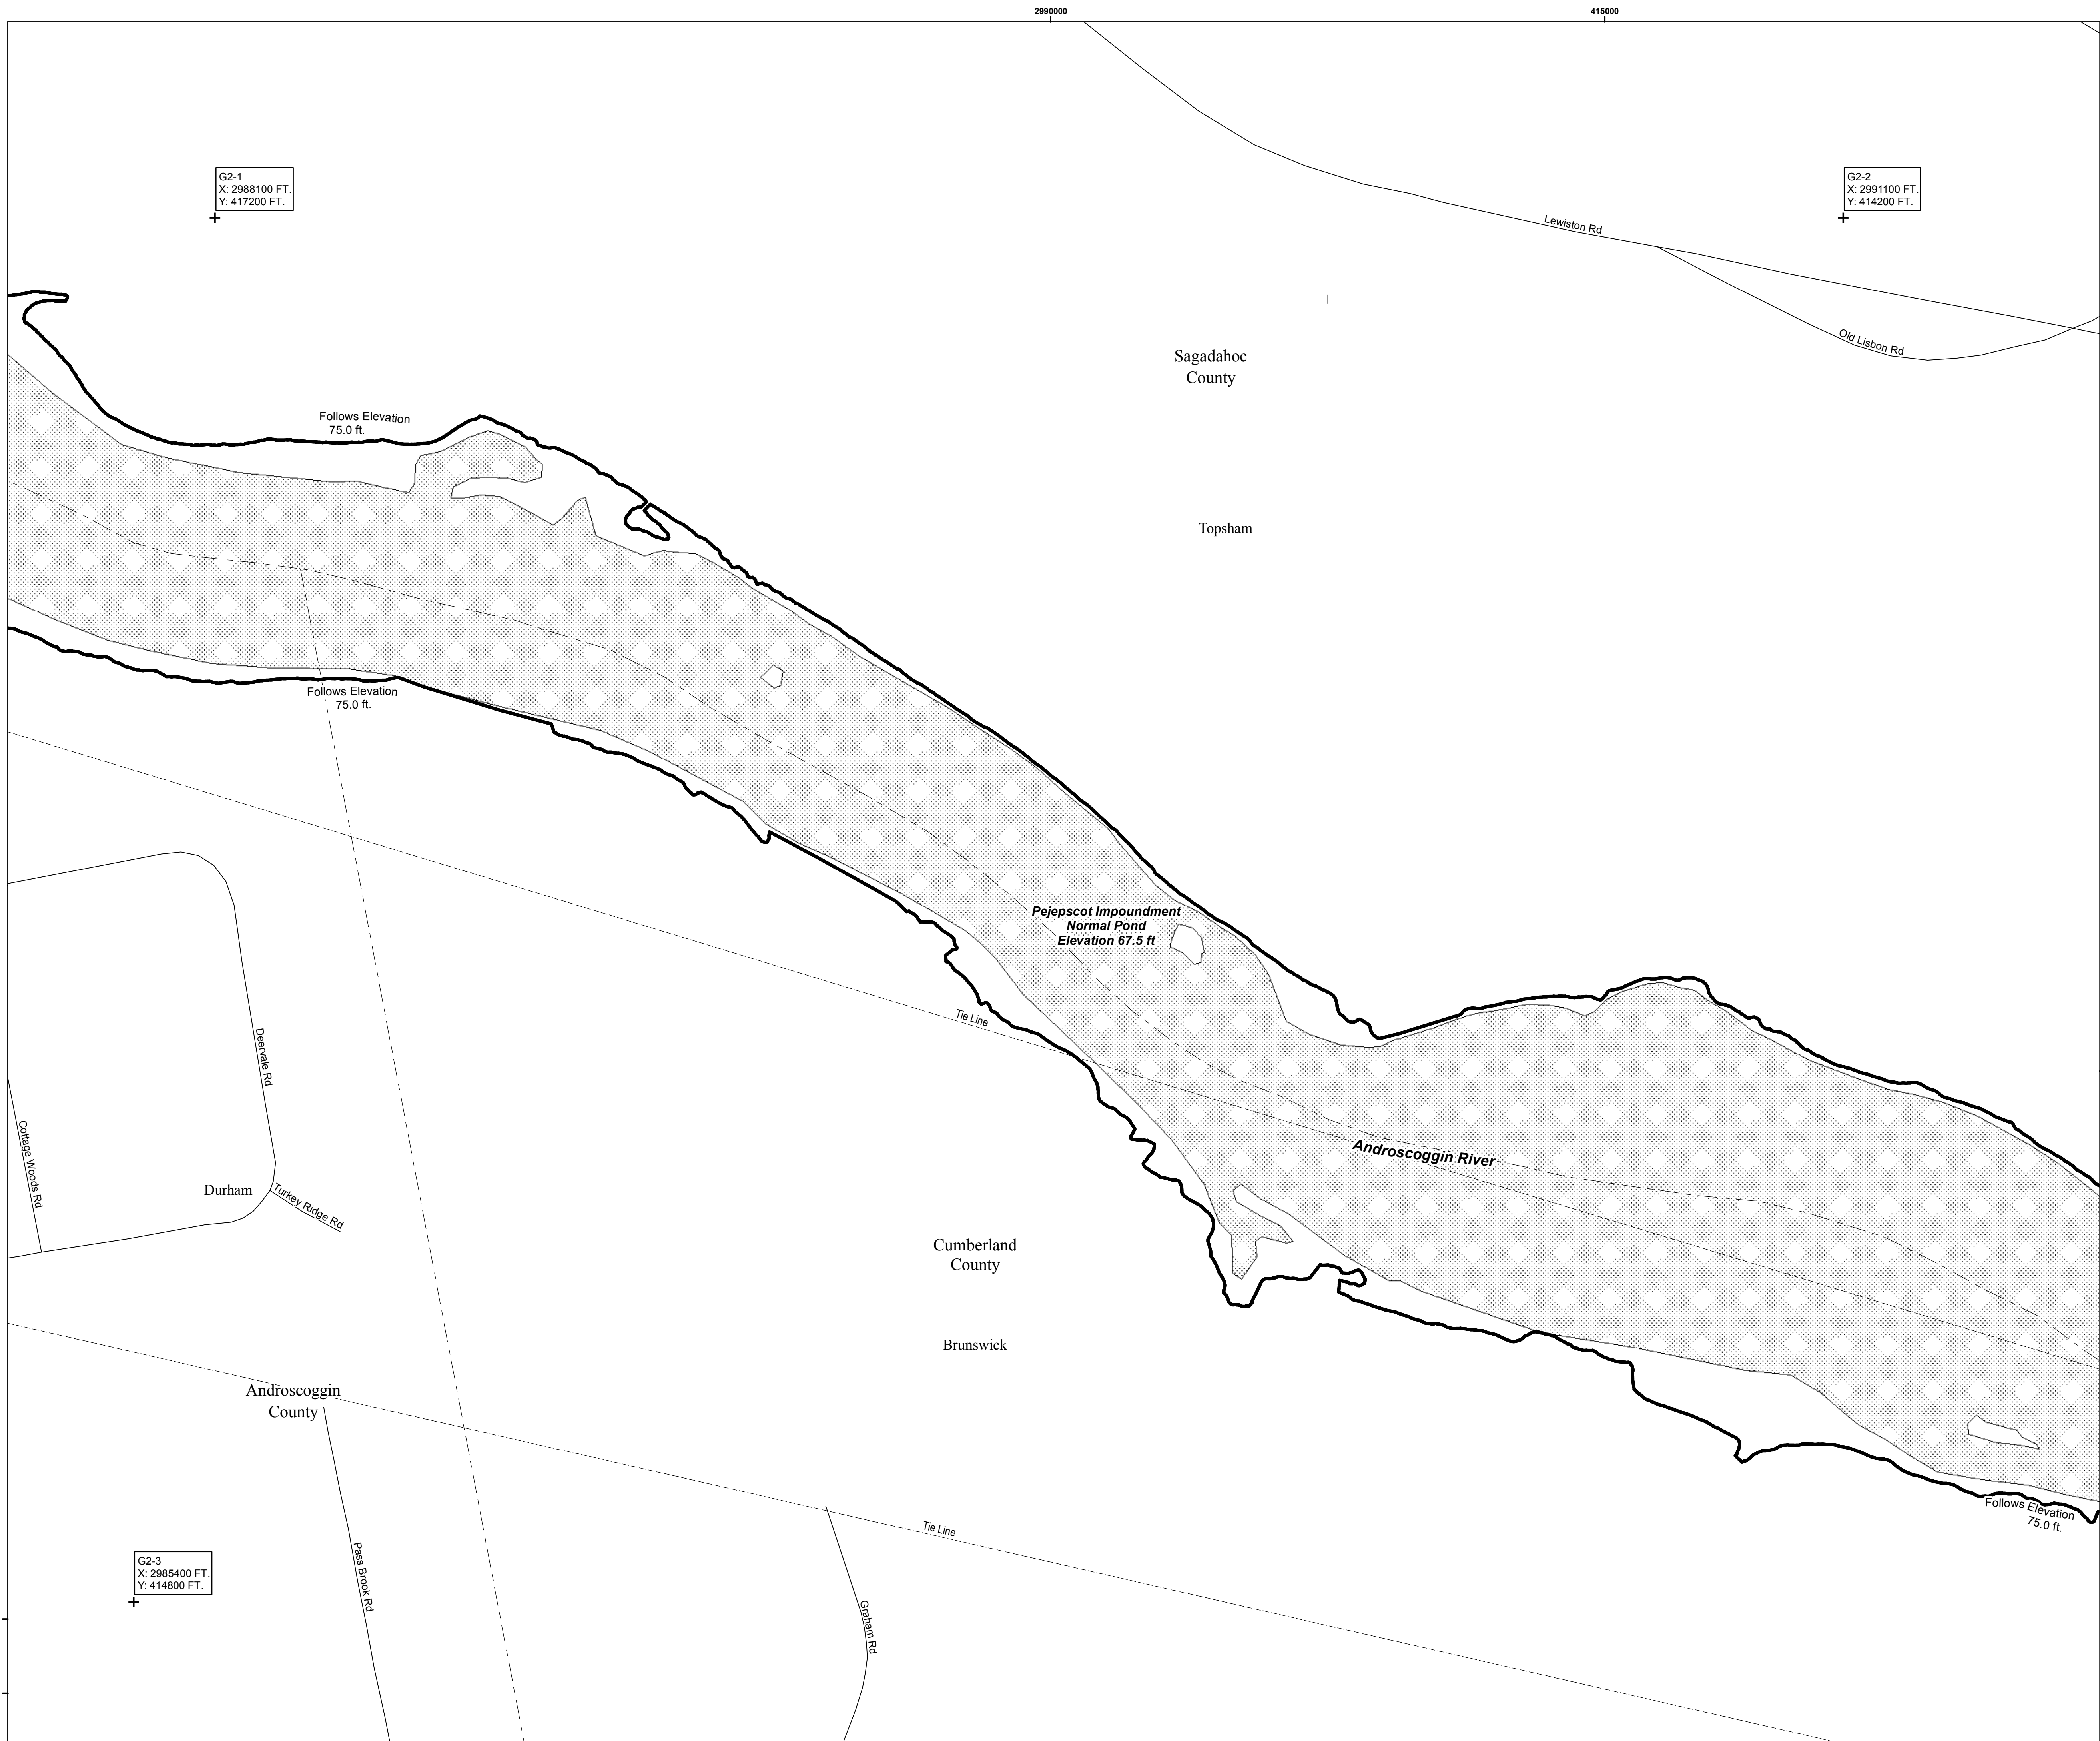 2990000
415000
G2-1
X: 2988100 FT.
Y: 417200 FT.
G2-2
X: 2991100 FT.
Y: 414200 FT.
Lewiston Rd
Old Lisbon Rd
Sagadahoc
County
Follows Elevation
75.0 ft.
Topsham
Follows Elevation
75.0 ft.
Pejepscot Impoundment
Normal Pond
Elevation 67.5 ft
Tie Line
Deervale Rd
Androscoggin River
Cottage Woods Rd
Durham
Turkey Ridge Rd
Cumberland
County
Brunswick
Androscoggin
County
Follows Elevation
75.0 ft.
Tie Line
G2-3
X: 2985400 FT.
Y: 414800 FT.
Pass Brook Rd
Graham Rd